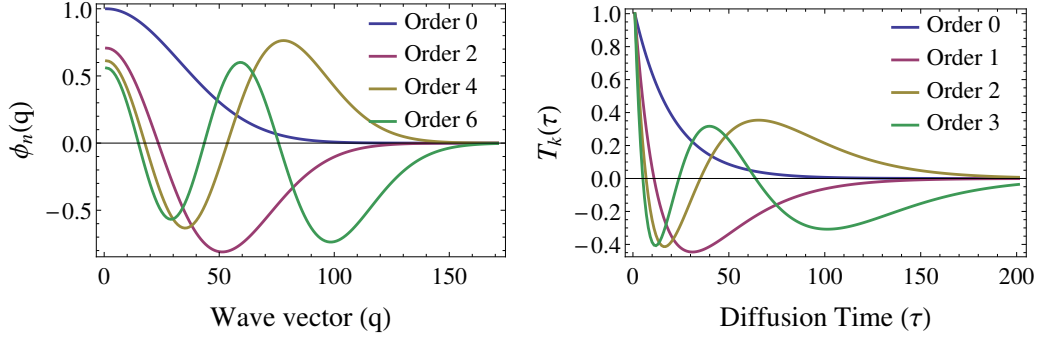 1.0
0.5
0.0
−0.5
ϕn(q)
Order 0
Order 2
Order 4
Order 6
0 50 100 150
Wave vector (q)
1.0
0.8
0.6
0.4
0.2
0.0
−0.2
−0.4
Tk(τ)
Order 0
Order 1
Order 2
Order 3
0 50 100 150 200
Diffusion Time (τ)